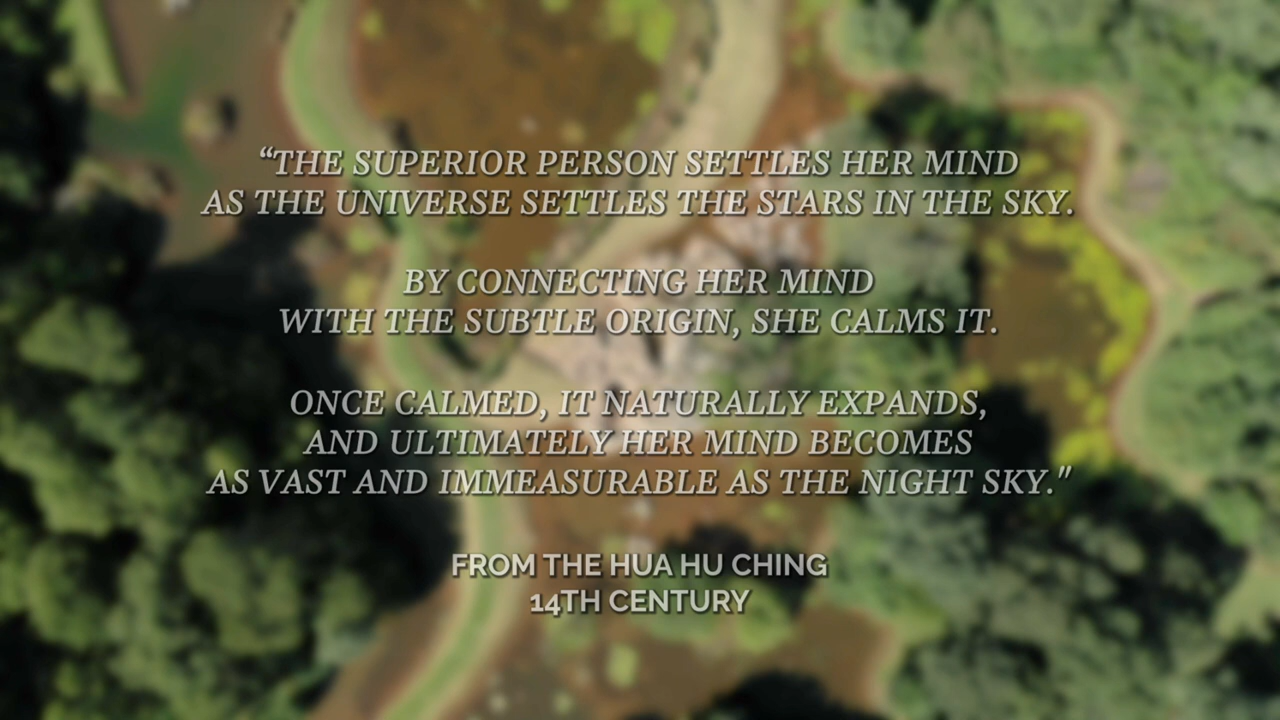 “THE SUPERIOR PERSON SETTLES HER MIND
AS THE UNIVERSE SETTLES THE STARS IN THE SKY.
BY CONNECTING HER MIND
WITH THE SUBTLE ORIGIN, SHE CALMS IT.
ONCE CALMED, IT NATURALLY EXPANDS,
AND ULTIMATELY HER MIND BECOMES
AS VAST AND IMMEASURABLE AS THE NIGHT SKY."
FROM THE HUA HU CHING
14TH CENTURY